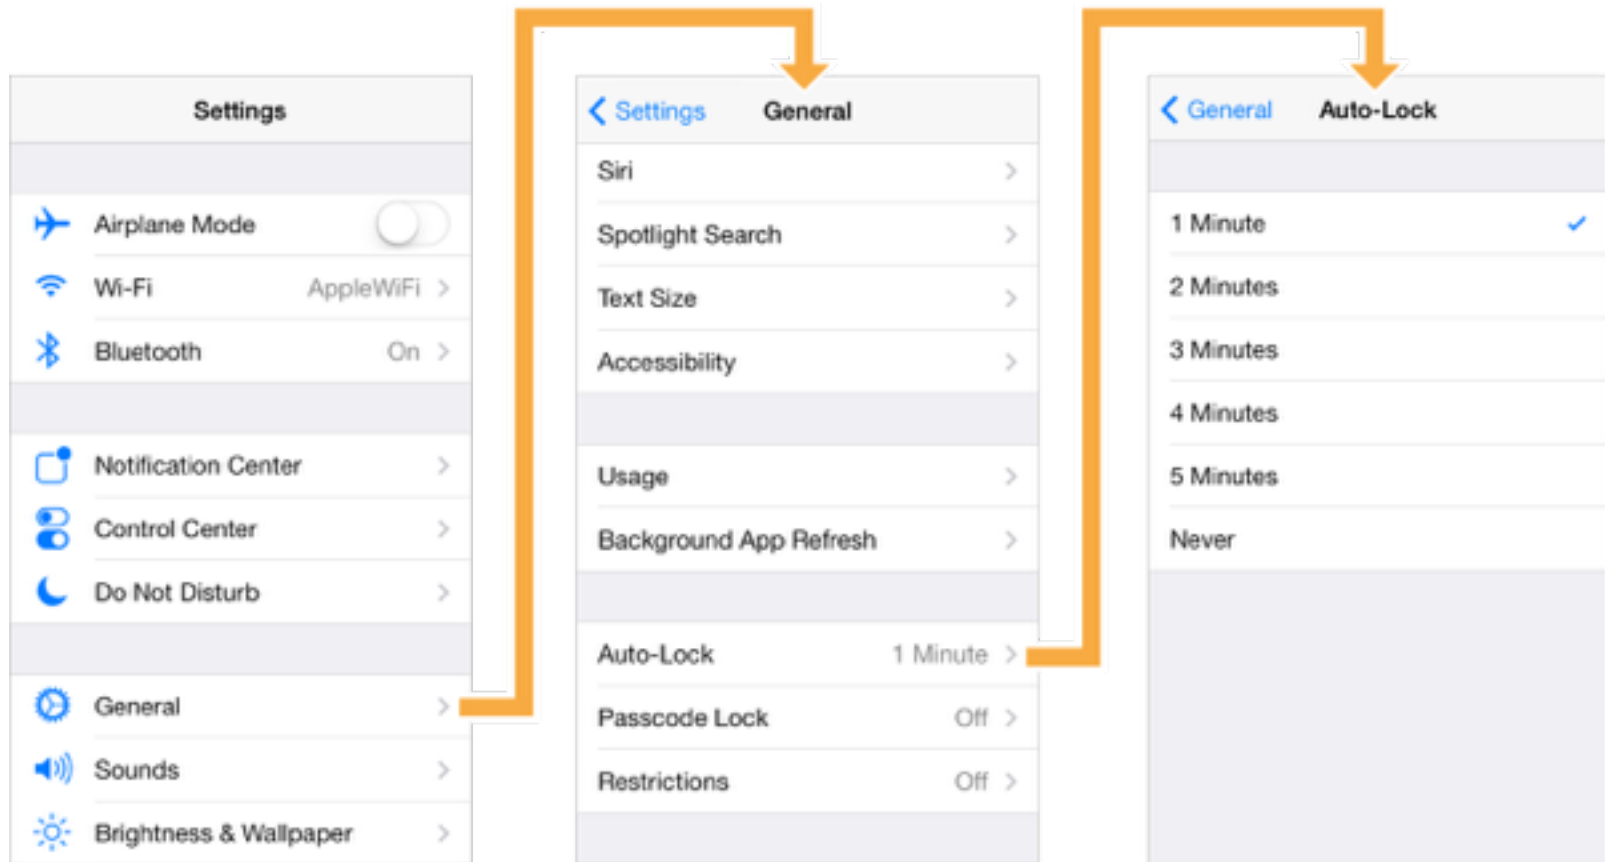 Settings
Airplane Mode
Wi-Fi AppleWiFi
Bluetooth On
Notification Center
Control Center
Do Not Disturb
General
Sounds
Brightness & Wallpaper
Settings General
Siri
Spotlight Search
Text Size
Accessibility
Usage
Background App Refresh
Auto-Lock 1 Minute
Passcode Lock Off
Restrictions Off
General Auto-Lock
1 Minute
2 Minutes
3 Minutes
4 Minutes
5 Minutes
Never